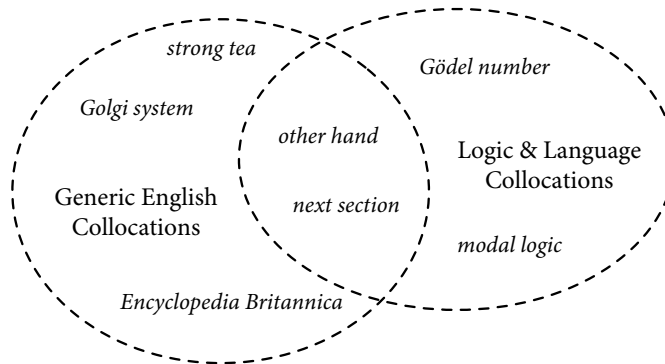 strong tea
Gödel number
Golgi system
other hand
Logic & Language
Collocations
Generic English
Collocations
next section
modal logic
Encyclopedia Britannica